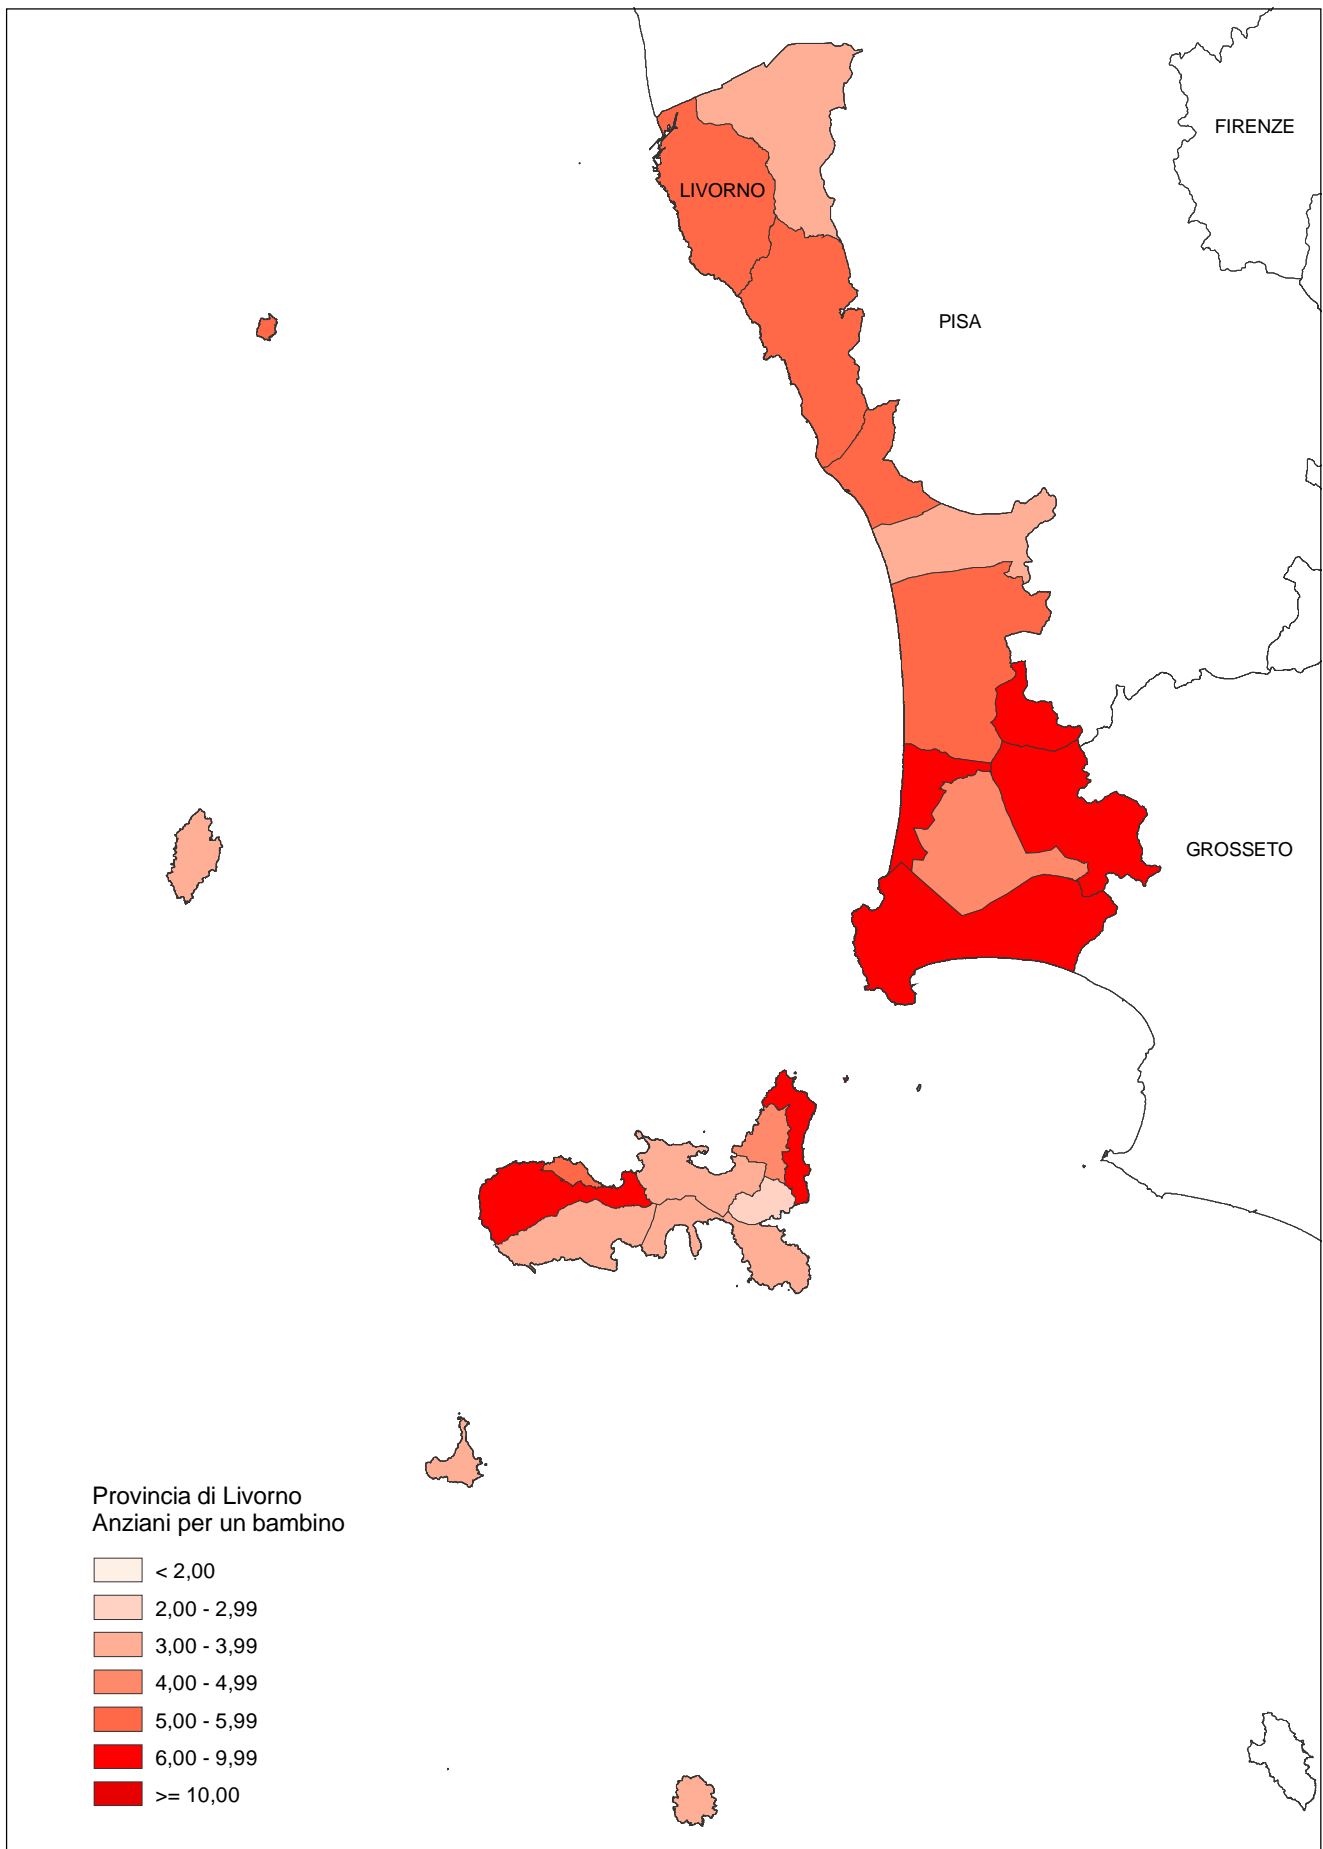 FIRENZE
LIVORNO
PISA
GROSSETO
Provincia di Livorno
Anziani per un bambino
< 2,00
2,00 - 2,99
3,00 - 3,99
4,00 - 4,99
5,00 - 5,99
6,00 - 9,99
>= 10,00